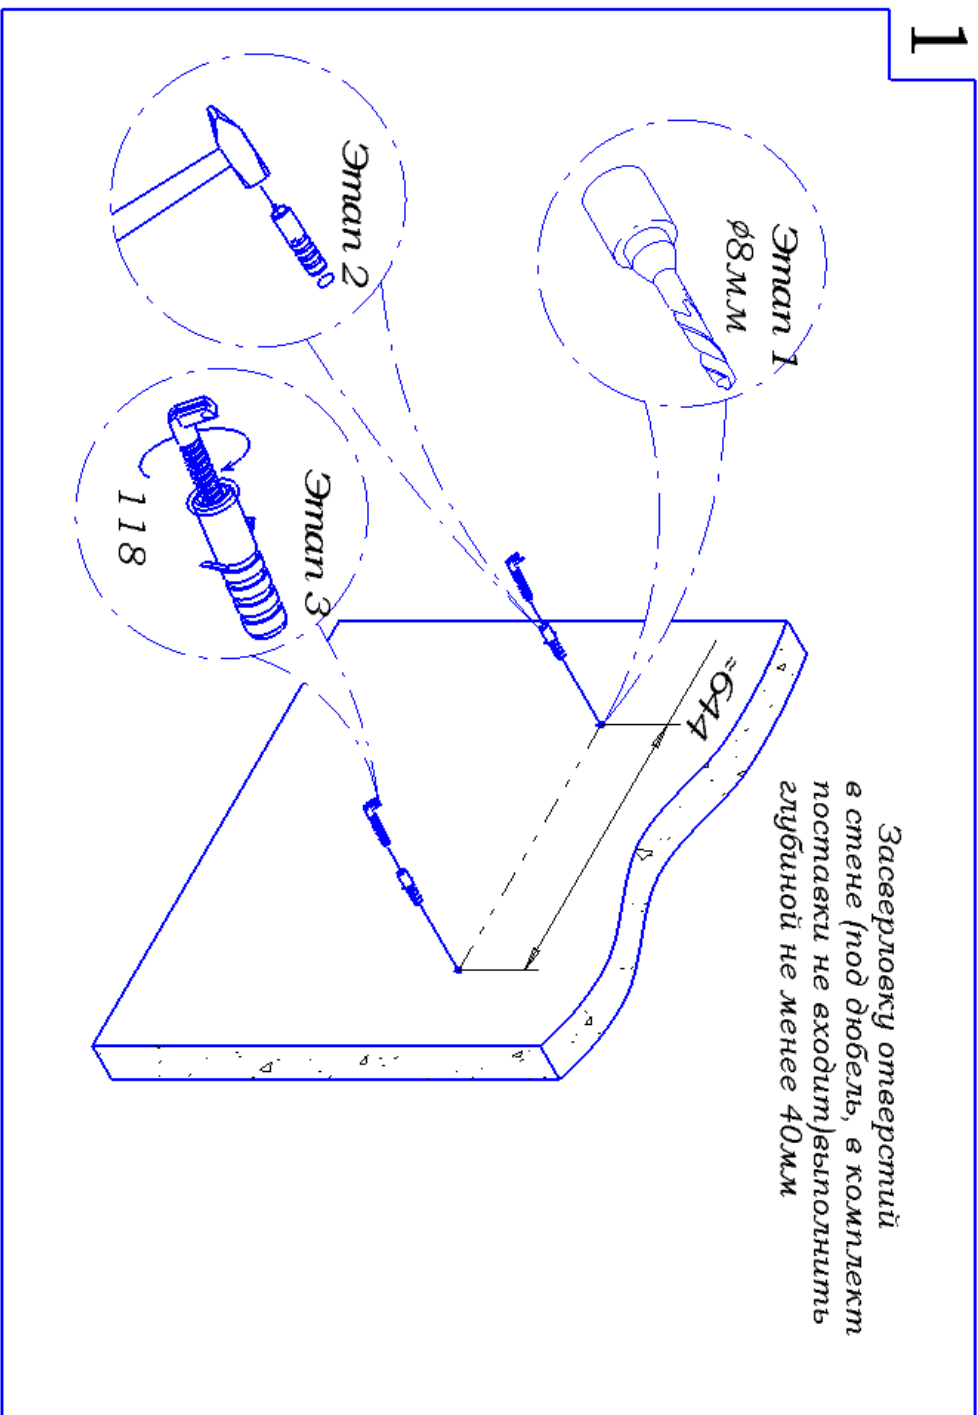 1
Засверловку отверстий
в стене (под дюбель, в комплект
поставки не входит)выполнить
глубиной не менее 40мм
Этап 1
ø8мм
≈644
Этап 2
Этап 3
118